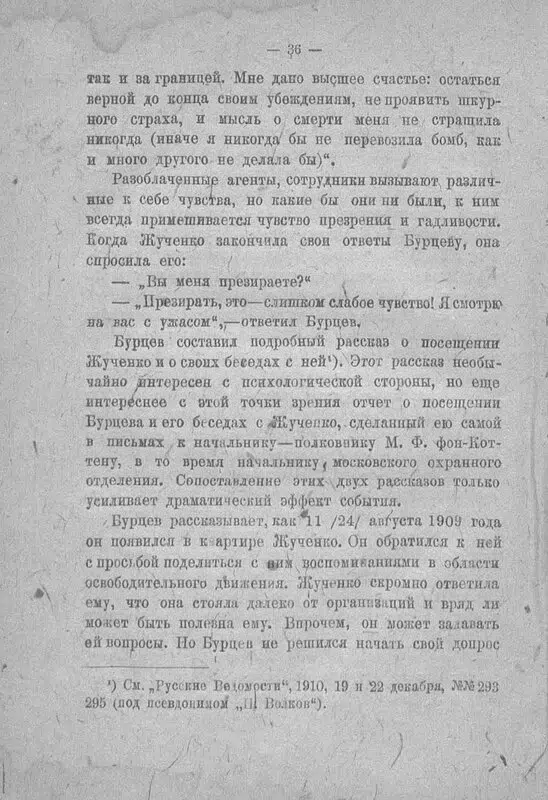 — 36 —
так и за границей. Мне дано высшее счастье: остаться
верной до конца своим убеждениям, не проявить шкур-
ного страха, и мысль о смерти меня не страшила
никогда (иначе я никогда бы не перевозила бомб, как
и много другого не делала бы)“.
Разоблаченные агенты, сотрудники вызывают различ-
ные к себе чувства, но какие бы они ни были, к ним
всегда примешивается чувство презрения и гадливости.
Когда Жученко закончила свои ответы Бурцеву, она
спросила его:
— „Вы меня презираете?“
— „Презирать, это—слишком слабое чувство! Я смотрю
на вас с ужасом“,—ответил Бурцев.
Бурцев составил подробный рассказ о посещении
Жученко и о своих беседах с ней¹). Этот рассказ необы-
чайно интересен с психологической стороны, но еще
интереснее с этой точки зрения отчет о посещении
Бурцева и его беседах с Жученко, сделанный ею самой
в письмах к начальнику—полковнику М. Ф. фон-Кот-
тену, в то время начальнику московского охранного
отделения. Сопоставление этих двух рассказов только
усиливает драматический эффект события.
Бурцев рассказывает, как 11 /24/ августа 1909 года
он появился в квартире Жученко. Он обратился к ней
с просьбой поделиться с ним воспоминаниями в области
освободительного движения. Жученко скромно ответила
ему, что она стояла далеко от организаций и вряд ли
может быть полезна ему. Впрочем, он может задавать
ей вопросы. Но Бурцев не решился начать свой допрос
¹) См. „Русские Ведомости“, 1910, 19 и 22 декабря, №№ 293
295 (под псевдонимом „П. Волков“).